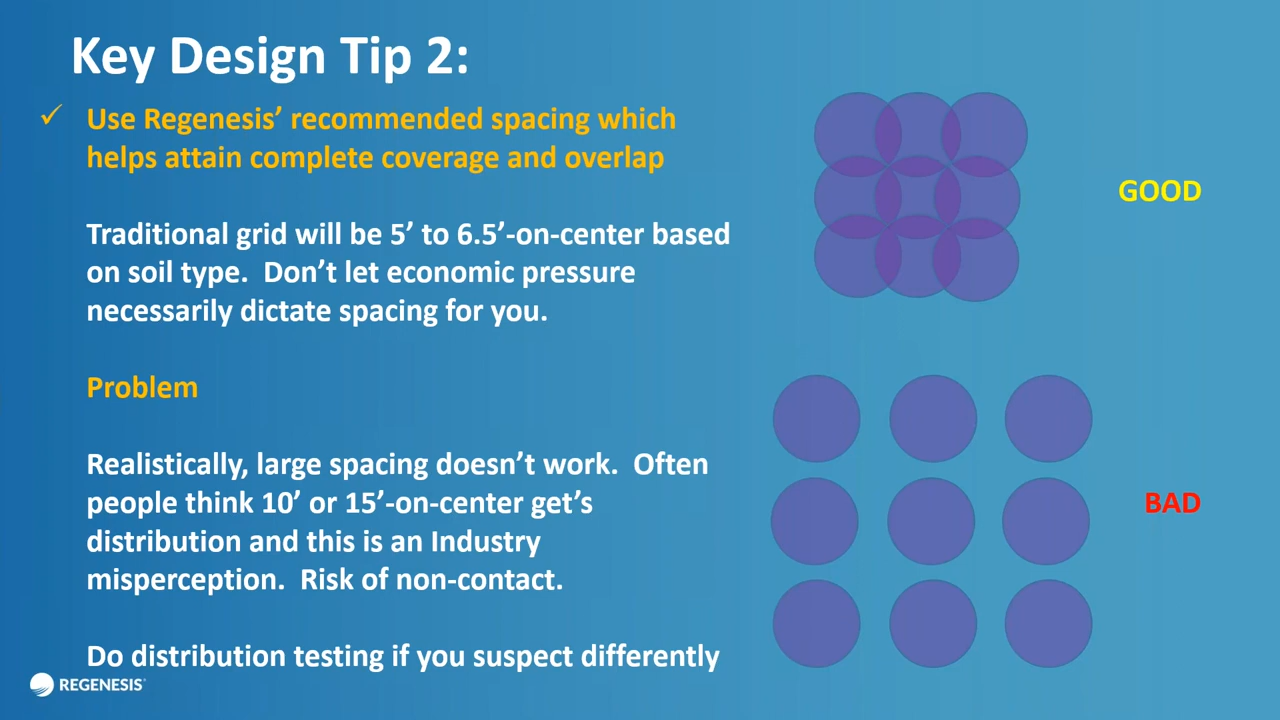 Key Design Tip 2:
✓ Use Regenesis’ recommended spacing which
helps attain complete coverage and overlap
Traditional grid will be 5’ to 6.5’-on-center based
on soil type. Don’t let economic pressure
necessarily dictate spacing for you.
Problem
Realistically, large spacing doesn’t work. Often
people think 10’ or 15’-on-center get’s
distribution and this is an Industry
misperception. Risk of non-contact.
Do distribution testing if you suspect differently
GOOD
BAD
REGENESIS